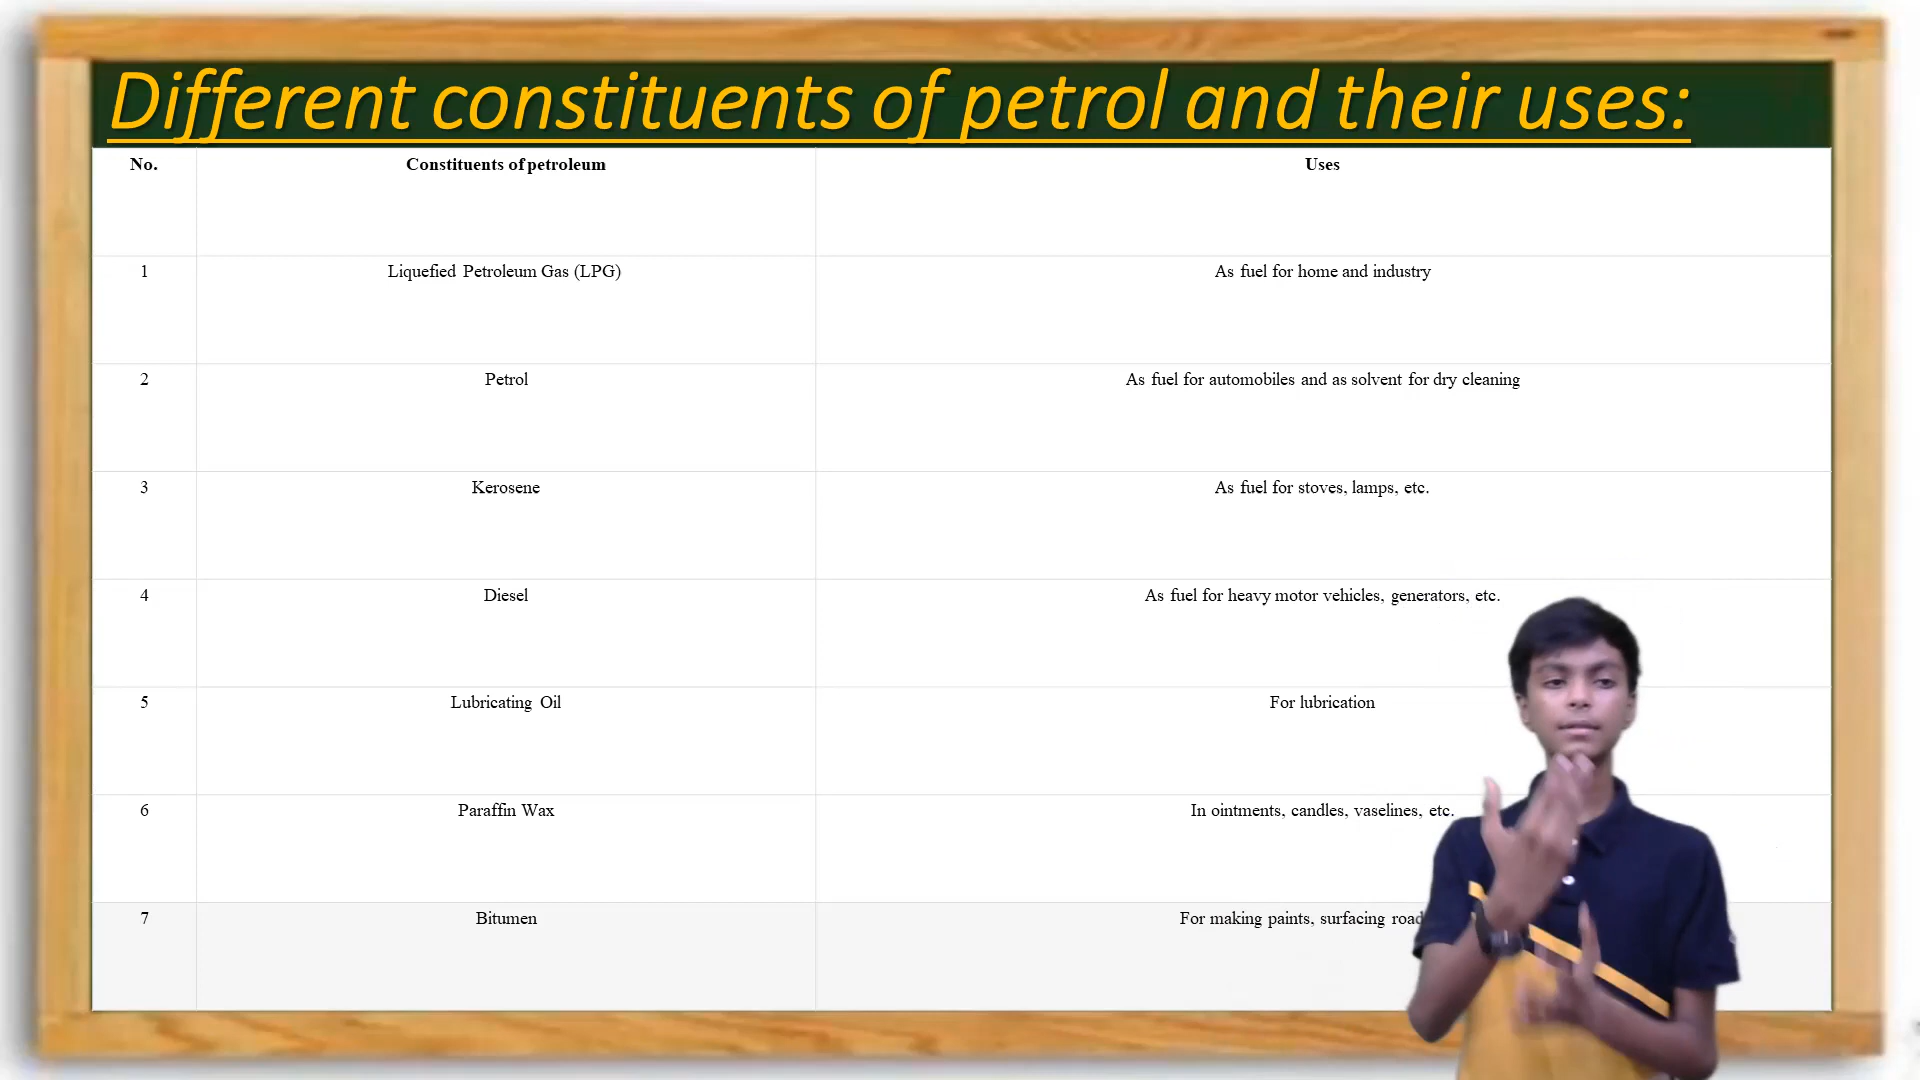 Different constituents of petrol and their uses:
No. Constituents of petroleum Uses
1 Liquefied Petroleum Gas (LPG) As fuel for home and industry
2 Petrol As fuel for automobiles and as solvent for dry cleaning
3 Kerosene As fuel for stoves, lamps, etc.
4 Diesel As fuel for heavy motor vehicles, generators, etc.
5 Lubricating Oil For lubrication
6 Paraffin Wax In ointments, candles, vaselines, etc.
7 Bitumen For making paints, surfacing